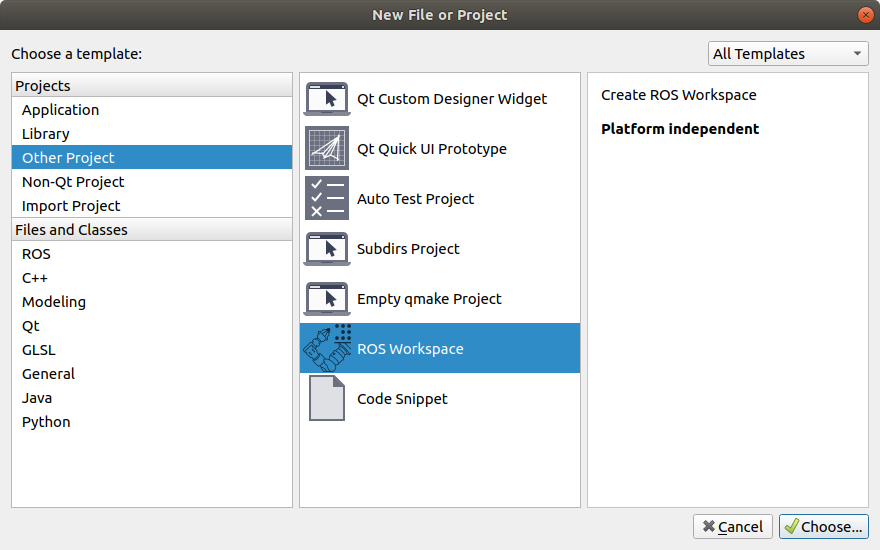 New File or Project
Choose a template:
All Templates
Projects
Application
Library
Other Project
Non-Qt Project
Import Project
Files and Classes
ROS
C++
Modeling
Qt
GLSL
General
Java
Python
Qt Custom Designer Widget
Qt Quick UI Prototype
Auto Test Project
Subdirs Project
Empty qmake Project
ROS Workspace
Code Snippet
Create ROS Workspace
Platform independent
Cancel
Choose...